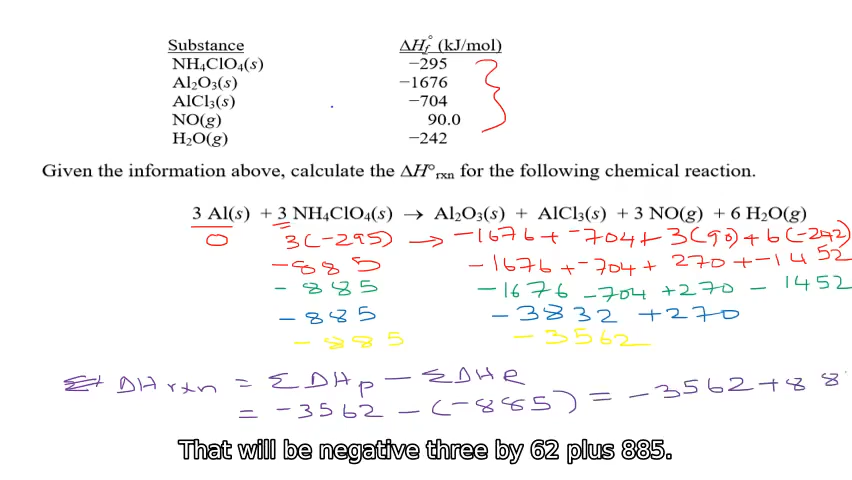 Substance ΔH°f (kJ/mol)
NH₄ClO₄(s) −295
Al₂O₃(s) −1676
AlCl₃(s) −704
NO(g) 90.0
H₂O(g) −242
Given the information above, calculate the ΔH°rxn for the following chemical reaction.
3 Al(s) + 3 NH₄ClO₄(s) → Al₂O₃(s) + AlCl₃(s) + 3 NO(g) + 6 H₂O(g)
0 3(-295) → -1676 + -704 + 3(90) + 6(-242)
-885 -1676 + -704 + 270 + -1452
-885 -1676 -704 +270 - 1452
-885 -3832 +270
-885 -3562
ΔHrxn = ΣΔHp - ΣΔHR
= -3562 - (-885) = -3562 + 88
That will be negative three by 62 plus 885.